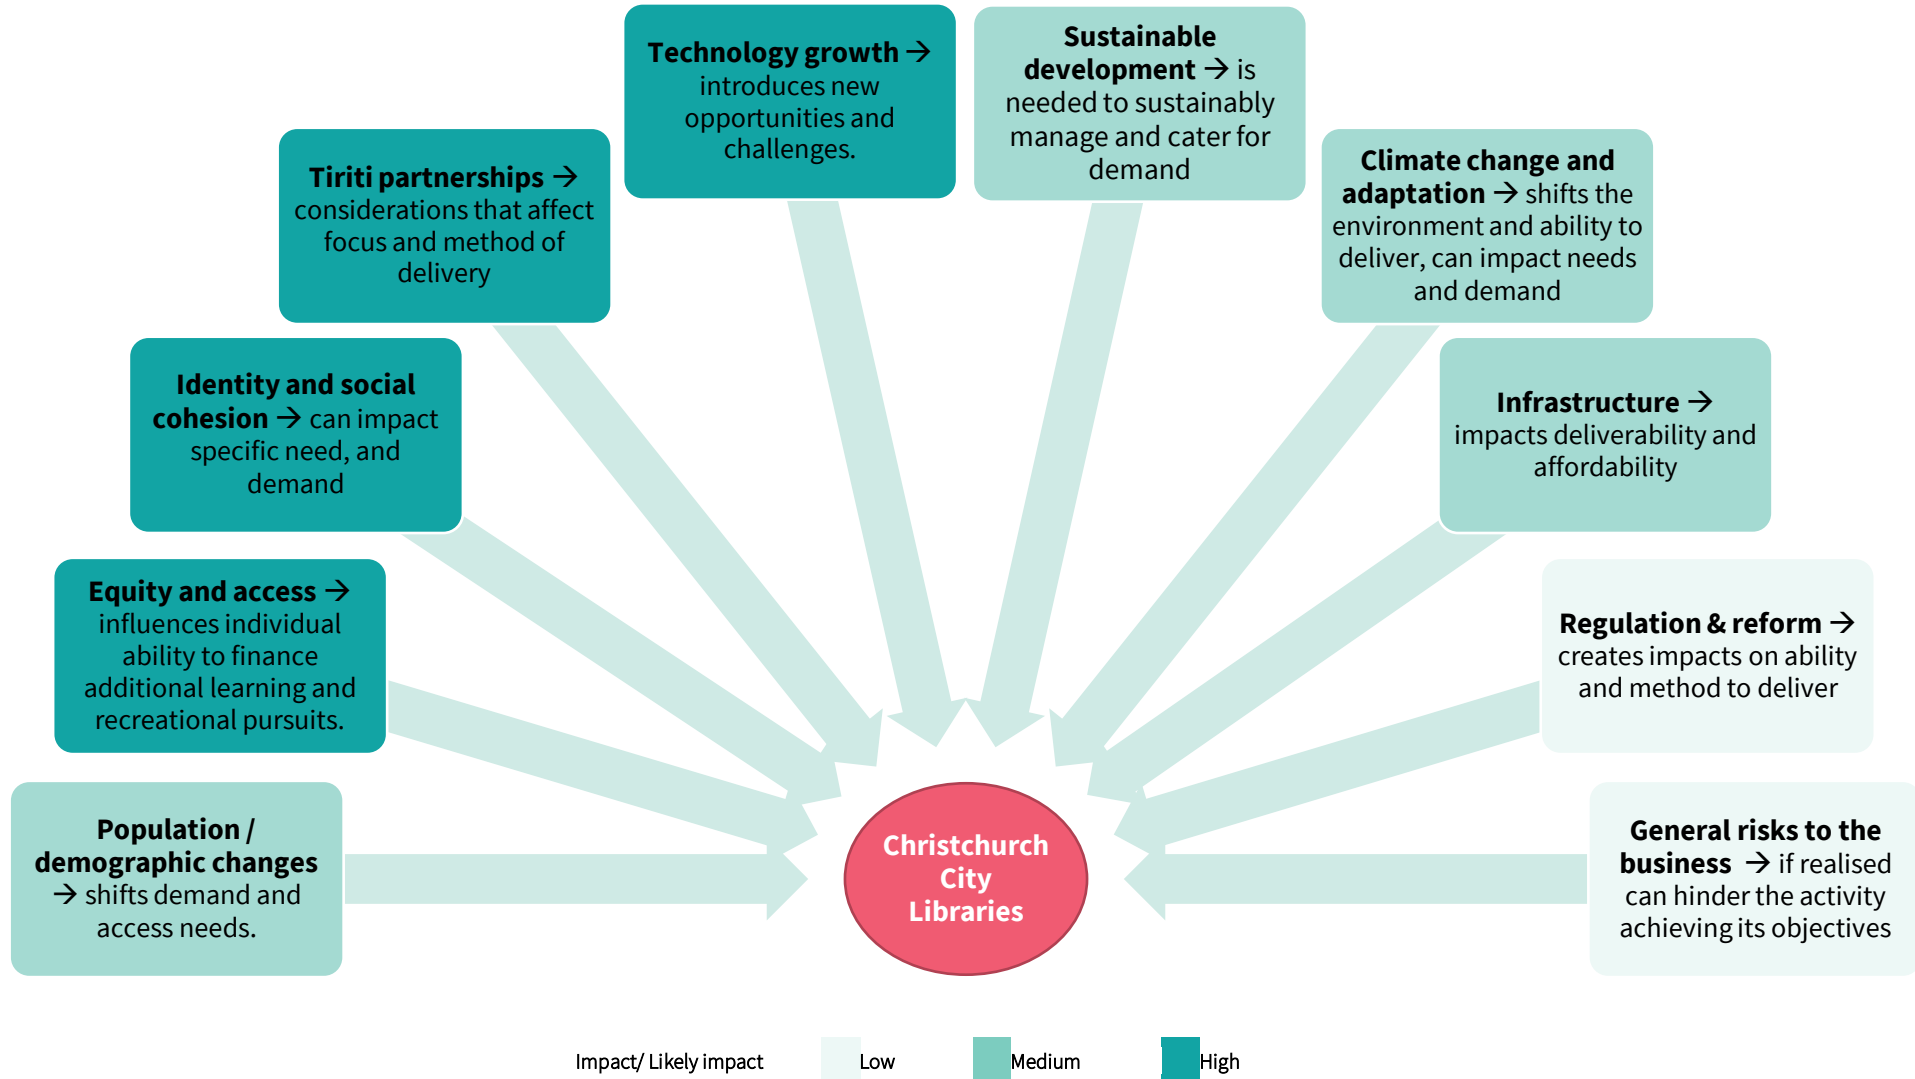 Technology growth →
introduces new
opportunities and
challenges.
Sustainable
development → is
needed to sustainably
manage and cater for
demand
Tiriti partnerships →
considerations that affect
focus and method of
delivery
Climate change and
adaptation → shifts the
environment and ability to
deliver, can impact needs
and demand
Identity and social
cohesion → can impact
specific need, and
demand
Infrastructure →
impacts deliverability and
affordability
Equity and access →
influences individual
ability to finance
additional learning and
recreational pursuits.
Regulation & reform →
creates impacts on ability
and method to deliver
Population /
demographic changes
→ shifts demand and
access needs.
Christchurch
City
Libraries
General risks to the
business → if realised
can hinder the activity
achieving its objectives
Impact/ Likely impact
Low
Medium
High